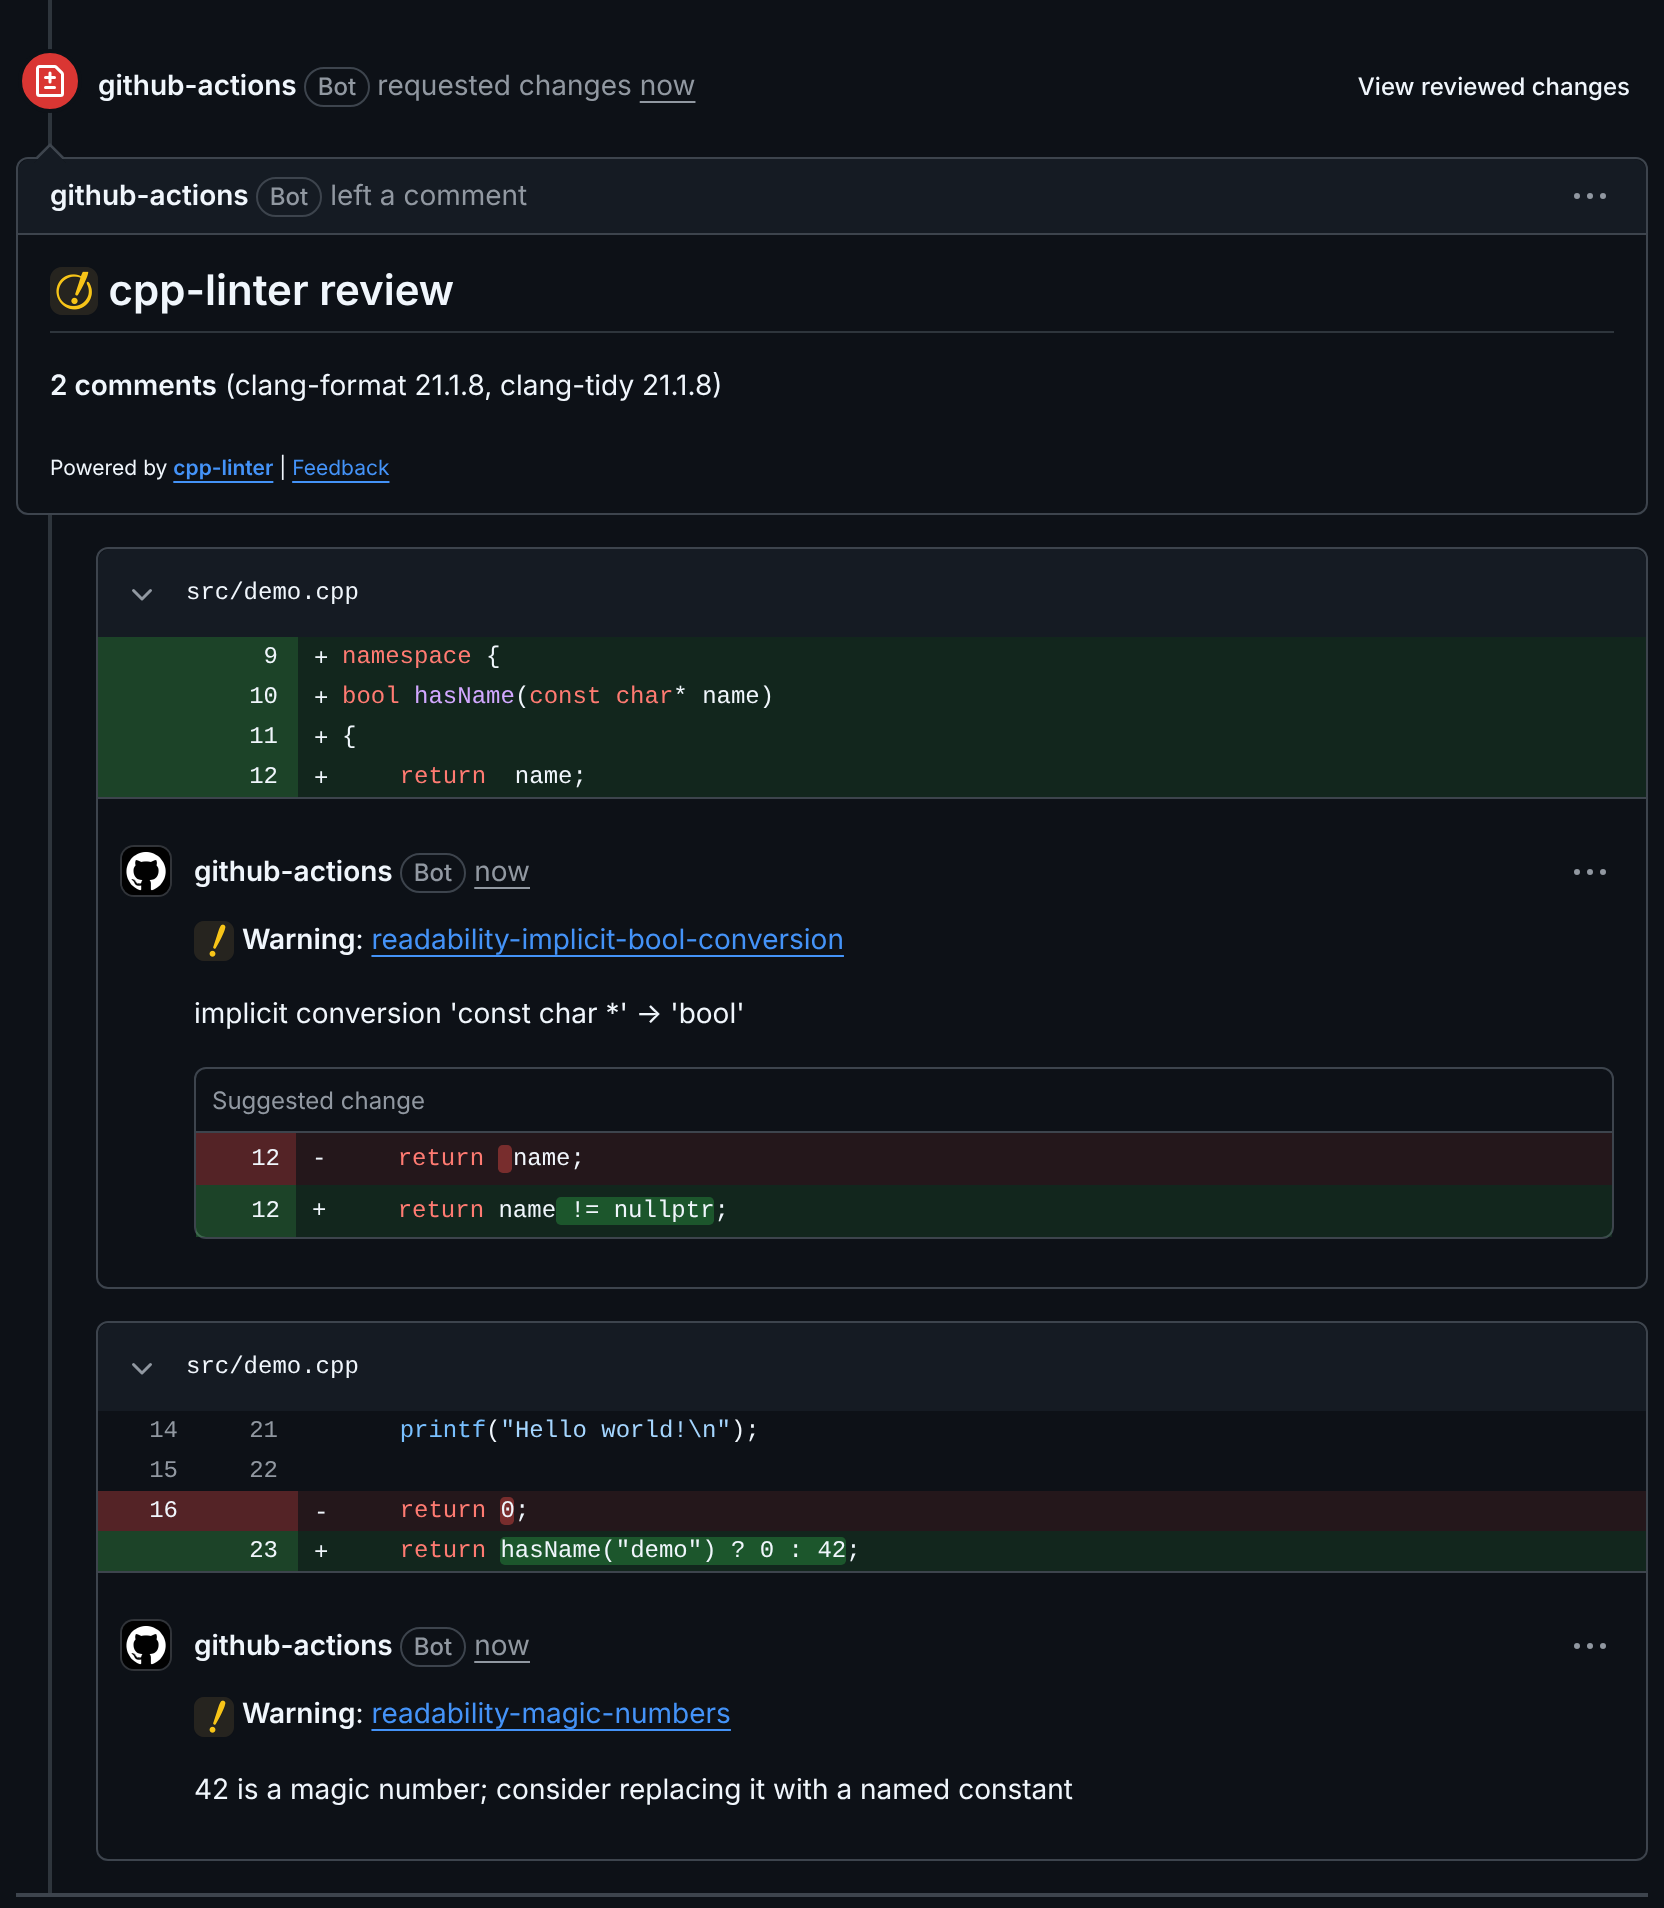 github-actions Bot requested changes now
View reviewed changes
github-actions Bot left a comment
cpp-linter review
2 comments (clang-format 21.1.8, clang-tidy 21.1.8)
Powered by cpp-linter | Feedback
src/demo.cpp
9 + namespace {
10 + bool hasName(const char* name)
11 + {
12 +     return  name;
github-actions Bot now
Warning: readability-implicit-bool-conversion
implicit conversion 'const char *' → 'bool'
Suggested change
12 -     return  name;
12 +     return name != nullptr;
src/demo.cpp
14 21     printf("Hello world!\n");
15 22
16 -     return 0;
23 +     return hasName("demo") ? 0 : 42;
github-actions Bot now
Warning: readability-magic-numbers
42 is a magic number; consider replacing it with a named constant